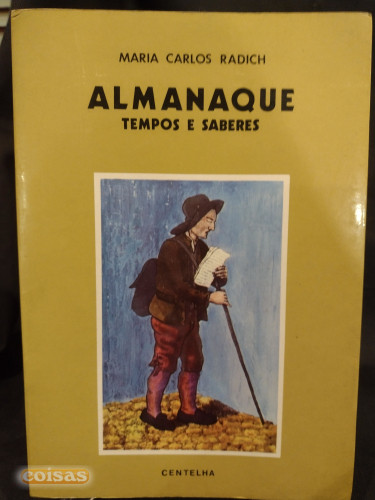 MARIA CARLOS RADICH
ALMANAQUE
TEMPOS E SABERES
CENTELHA
coisas